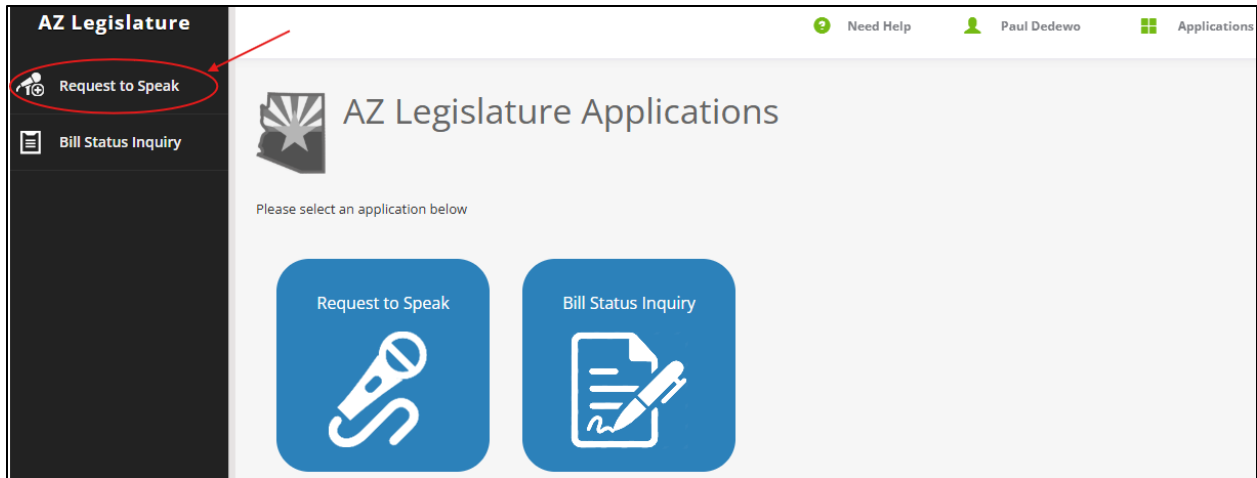 AZ Legislature
Need Help
Paul Dedewo
Applications
Request to Speak
Bill Status Inquiry
AZ Legislature Applications
Please select an application below
Request to Speak
Bill Status Inquiry